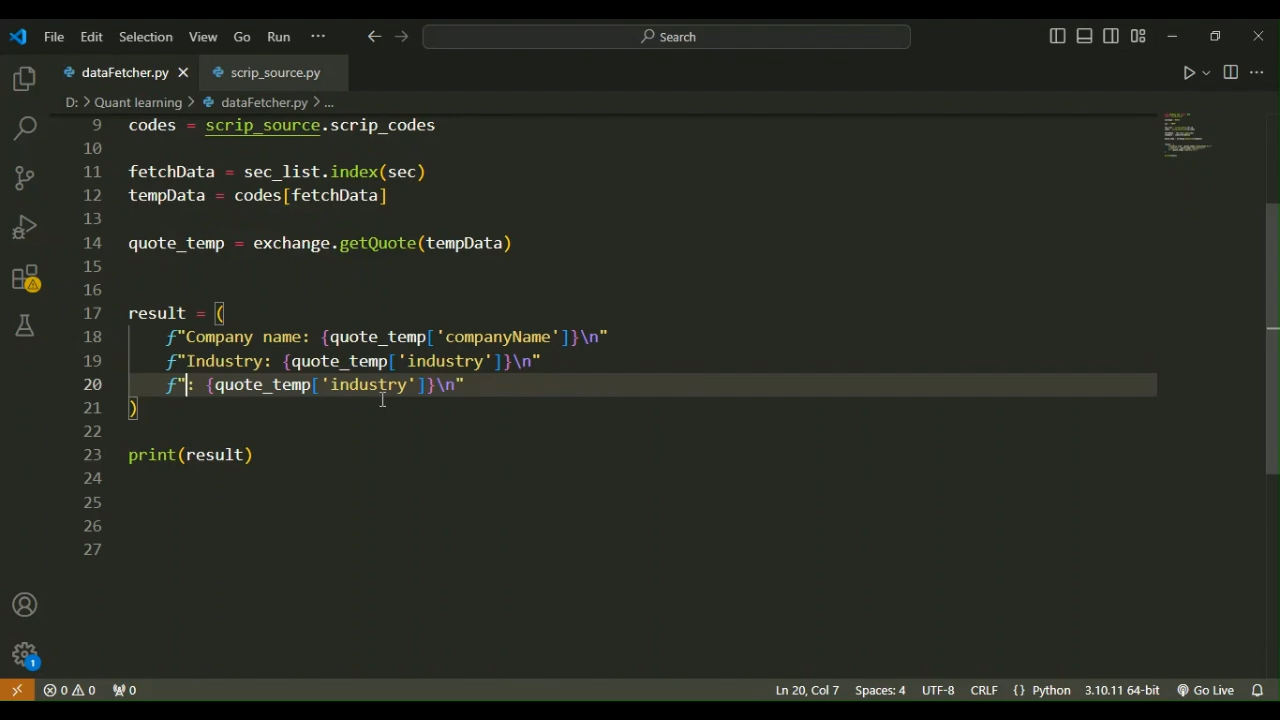 File Edit Selection View Go Run ··· Search
dataFetcher.py scrip_source.py
D: > Quant learning > dataFetcher.py > ...
9 codes = scrip_source.scrip_codes
10
11 fetchData = sec_list.index(sec)
12 tempData = codes[fetchData]
13
14 quote_temp = exchange.getQuote(tempData)
15
16
17 result = (
18 f"Company name: {quote_temp['companyName']}\n"
19 f"Industry: {quote_temp['industry']}\n"
20 f": {quote_temp['industry']}\n"
21 )
22
23 print(result)
24
25
26
27
1
0 0 0 Ln 20, Col 7 Spaces: 4 UTF-8 CRLF {} Python 3.10.11 64-bit Go Live